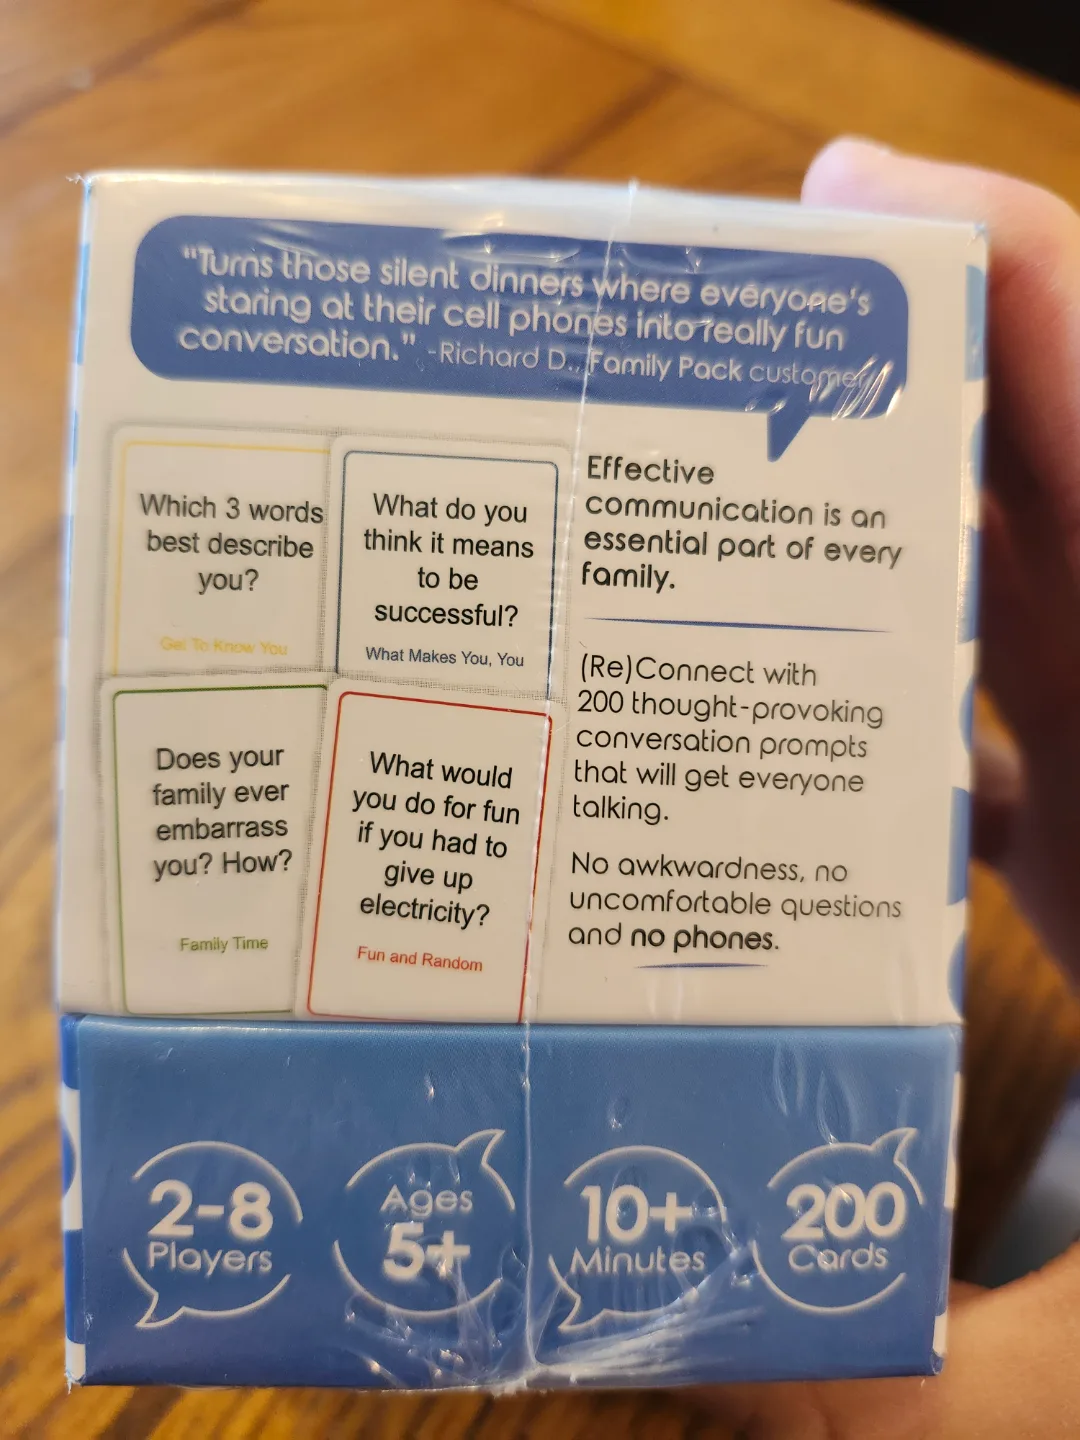 "Turns those silent dinners where everyone's
staring at their cell phones into really fun
conversation." -Richard D., Family Pack customer
Which 3 words
best describe
you?
Get To Know You
What do you
think it means
to be
successful?
What Makes You, You
Does your
family ever
embarrass
you? How?
Family Time
What would
you do for fun
if you had to
give up
electricity?
Fun and Random
Effective
communication is an
essential part of every
family.
(Re)Connect with
200 thought-provoking
conversation prompts
that will get everyone
talking.
No awkwardness, no
uncomfortable questions
and no phones.
2-8
Players
Ages
5+
10+
Minutes
200
Cards